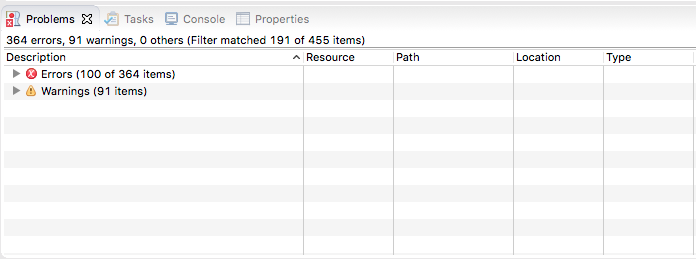 Problems Tasks Console Properties
364 errors, 91 warnings, 0 others (Filter matched 191 of 455 items)
Description Resource Path Location Type
Errors (100 of 364 items)
Warnings (91 items)